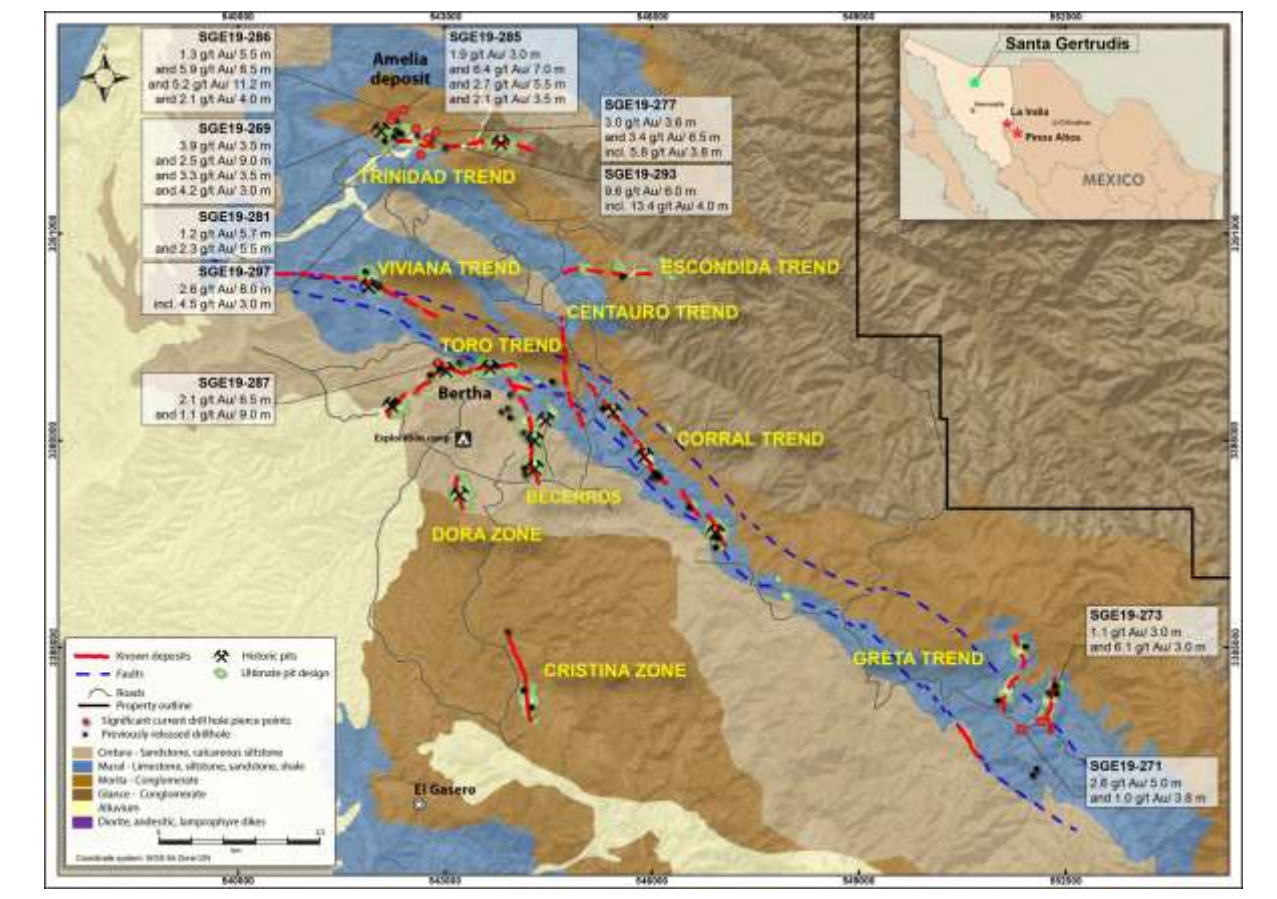 540000 543000 546000 549000 552000
SGE19-286
1.3 g/t Au/ 5.5 m
and 5.9 g/t Au/ 6.5 m
and 5.2 g/t Au/ 11.2 m
and 2.1 g/t Au/ 4.0 m
Amelia
deposit
SGE19-285
1.9 g/t Au/ 3.0 m
and 6.4 g/t Au/ 7.0 m
and 2.7 g/t Au/ 5.5 m
and 2.1 g/t Au/ 3.5 m
SGE19-277
3.0 g/t Au/ 3.6 m
and 3.4 g/t Au/ 6.5 m
incl. 5.8 g/t Au/ 3.8 m
SGE19-293
9.6 g/t Au/ 6.0 m
incl. 13.4 g/t Au/ 4.0 m
Santa Gertrudis
La India
Pinos Altos
MEXICO
SGE19-269
3.9 g/t Au/ 3.5 m
and 2.5 g/t Au/ 9.0 m
and 3.3 g/t Au/ 3.5 m
and 4.2 g/t Au/ 3.0 m
TRINIDAD TREND
SGE19-281
1.2 g/t Au/ 5.7 m
and 2.3 g/t Au/ 5.5 m
SGE19-297
2.6 g/t Au/ 8.0 m
incl. 4.5 g/t Au/ 3.0 m
VIVIANA TREND
ESCONDIDA TREND
CENTAURO TREND
TORO TREND
SGE19-287
2.1 g/t Au/ 6.5 m
and 1.1 g/t Au/ 9.0 m
Bertha
Exploration camp
CORRAL TREND
BECERROS
DORA ZONE
SGE19-273
1.1 g/t Au/ 3.0 m
and 6.1 g/t Au/ 3.0 m
GRETA TREND
CRISTINA ZONE
SGE19-271
2.6 g/t Au/ 5.0 m
and 1.0 g/t Au/ 3.8 m
El Gasero
Known deposits
Historic pits
Faults
Ultimate pit design
Roads
Property outline
Significant current drill hole pierce points
Previously released drillhole
Cintura - Sandstone, calcareous siltstone
Mural - Limestone, siltstone, sandstone, shale
Morita - Conglomerate
Glance - Conglomerate
Alluvium
Diorite, andesitic, lamprophyre dikes
km
540000 543000 546000 549000 552000